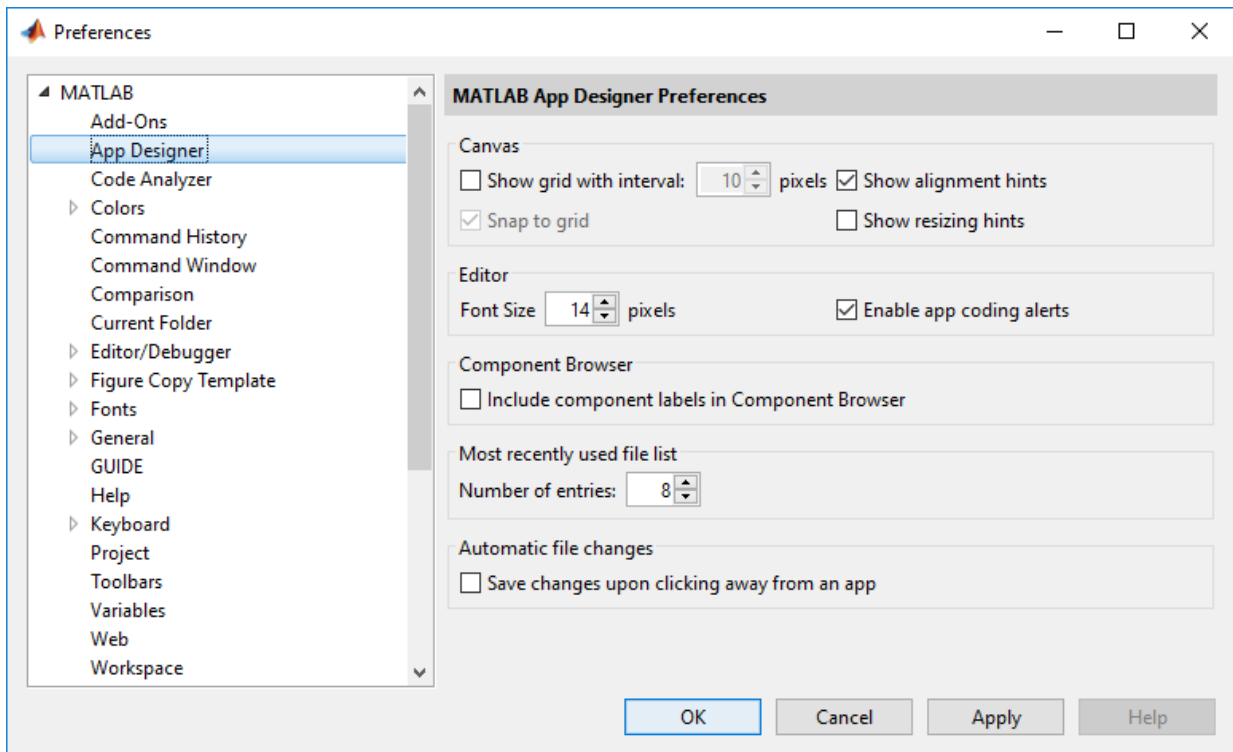 Preferences
MATLAB
Add-Ons
App Designer
Code Analyzer
Colors
Command History
Command Window
Comparison
Current Folder
Editor/Debugger
Figure Copy Template
Fonts
General
GUIDE
Help
Keyboard
Project
Toolbars
Variables
Web
Workspace
MATLAB App Designer Preferences
Canvas
Show grid with interval: 10 pixels Show alignment hints
Snap to grid Show resizing hints
Editor
Font Size 14 pixels Enable app coding alerts
Component Browser
Include component labels in Component Browser
Most recently used file list
Number of entries: 8
Automatic file changes
Save changes upon clicking away from an app
OK Cancel Apply Help